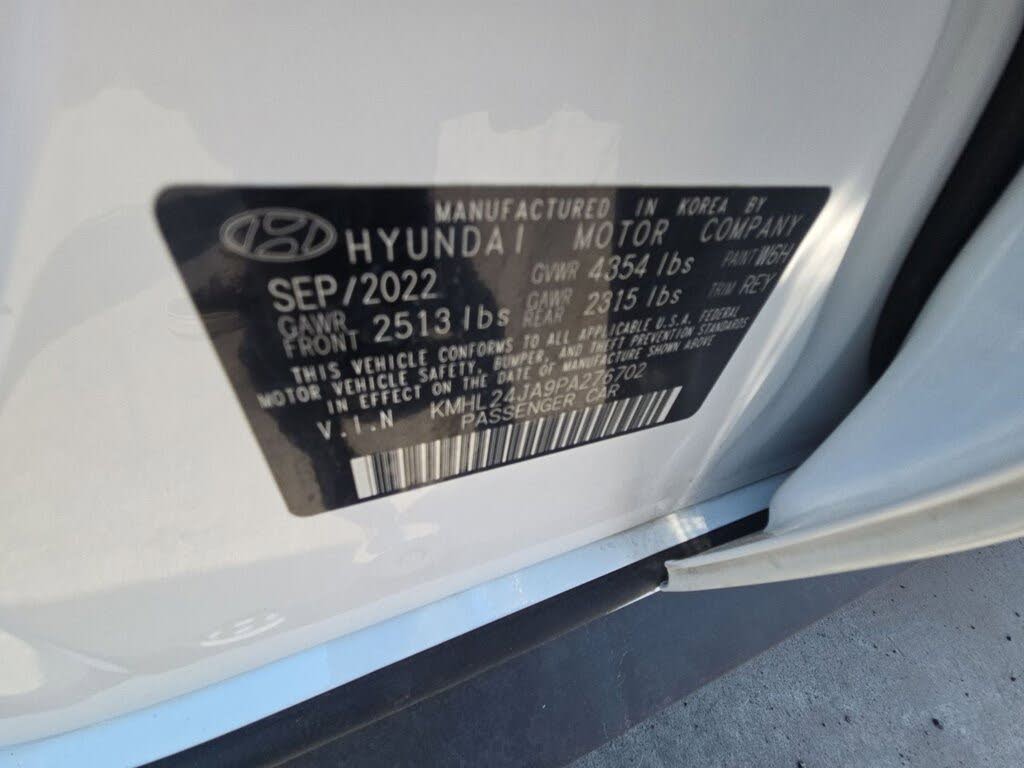 MANUFACTURED IN KOREA BY
HYUNDAI MOTOR COMPANY
SEP/2022 GVWR 4354 lbs PAINT W6H
GAWR FRONT 2513 lbs GAWR REAR 2315 lbs TRIM REY
THIS VEHICLE CONFORMS TO ALL APPLICABLE U.S.A. FEDERAL
MOTOR VEHICLE SAFETY, BUMPER, AND THEFT PREVENTION STANDARDS
IN EFFECT ON THE DATE OF MANUFACTURE SHOWN ABOVE
V.I.N KMHL24JA9PA276702
PASSENGER CAR